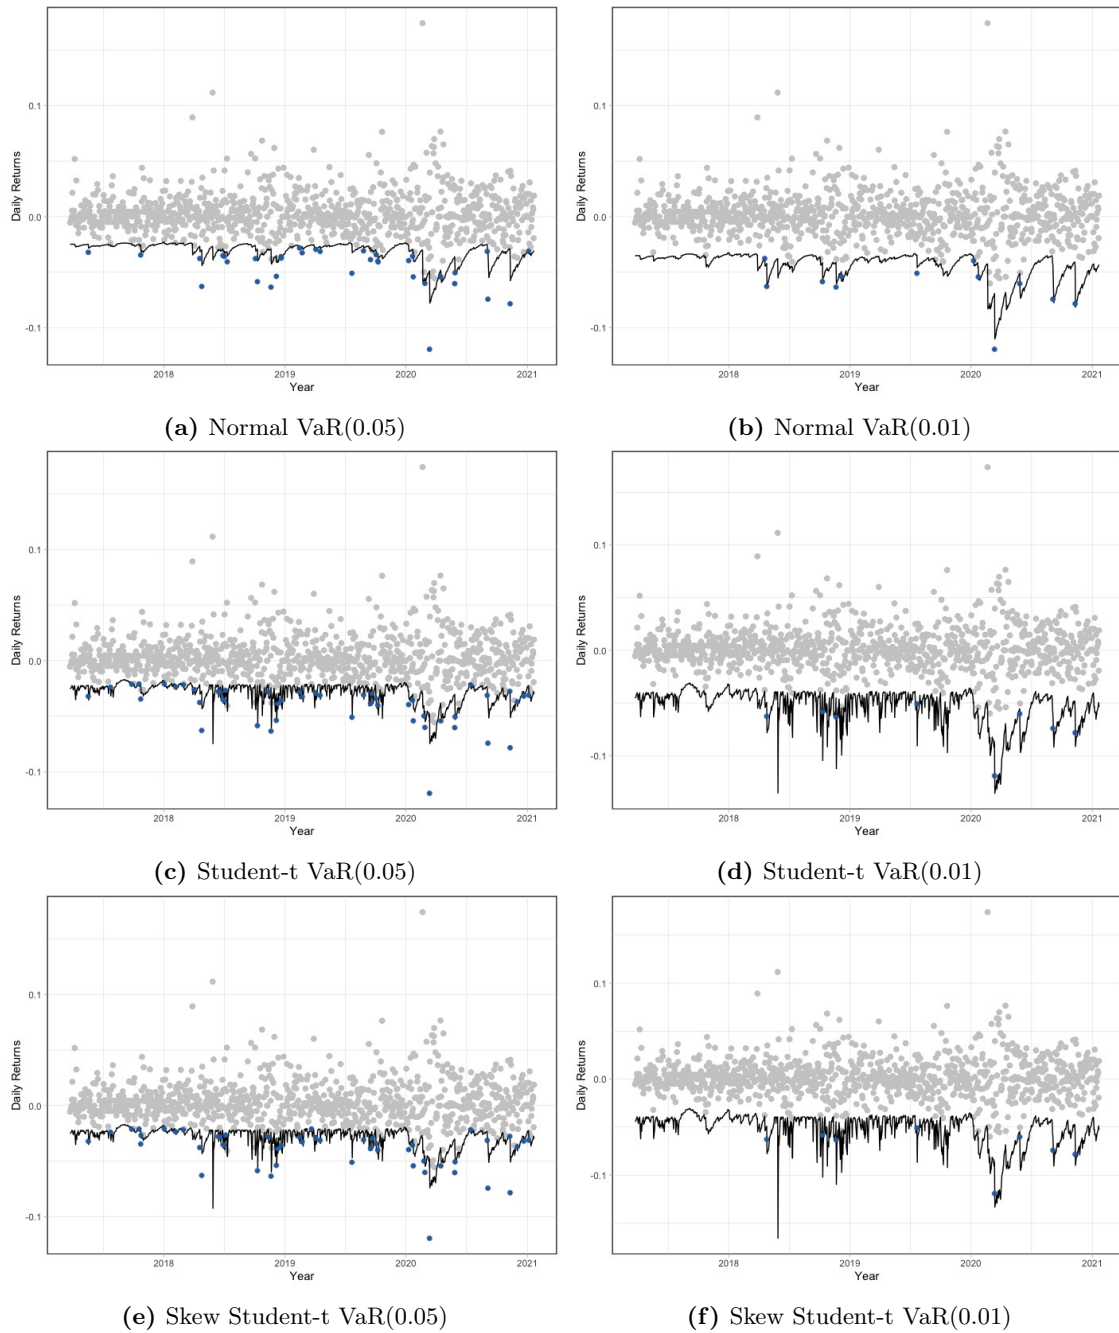 Daily Returns
0.1
0.0
-0.1
2018 2019 2020 2021
Year
(a) Normal VaR(0.05)
Daily Returns
0.1
0.0
-0.1
2018 2019 2020 2021
Year
(b) Normal VaR(0.01)
Daily Returns
0.1
0.0
-0.1
2018 2019 2020 2021
Year
(c) Student-t VaR(0.05)
Daily Returns
0.1
0.0
-0.1
2018 2019 2020 2021
Year
(d) Student-t VaR(0.01)
Daily Returns
0.1
0.0
-0.1
2018 2019 2020 2021
Year
(e) Skew Student-t VaR(0.05)
Daily Returns
0.1
0.0
-0.1
2018 2019 2020 2021
Year
(f) Skew Student-t VaR(0.01)